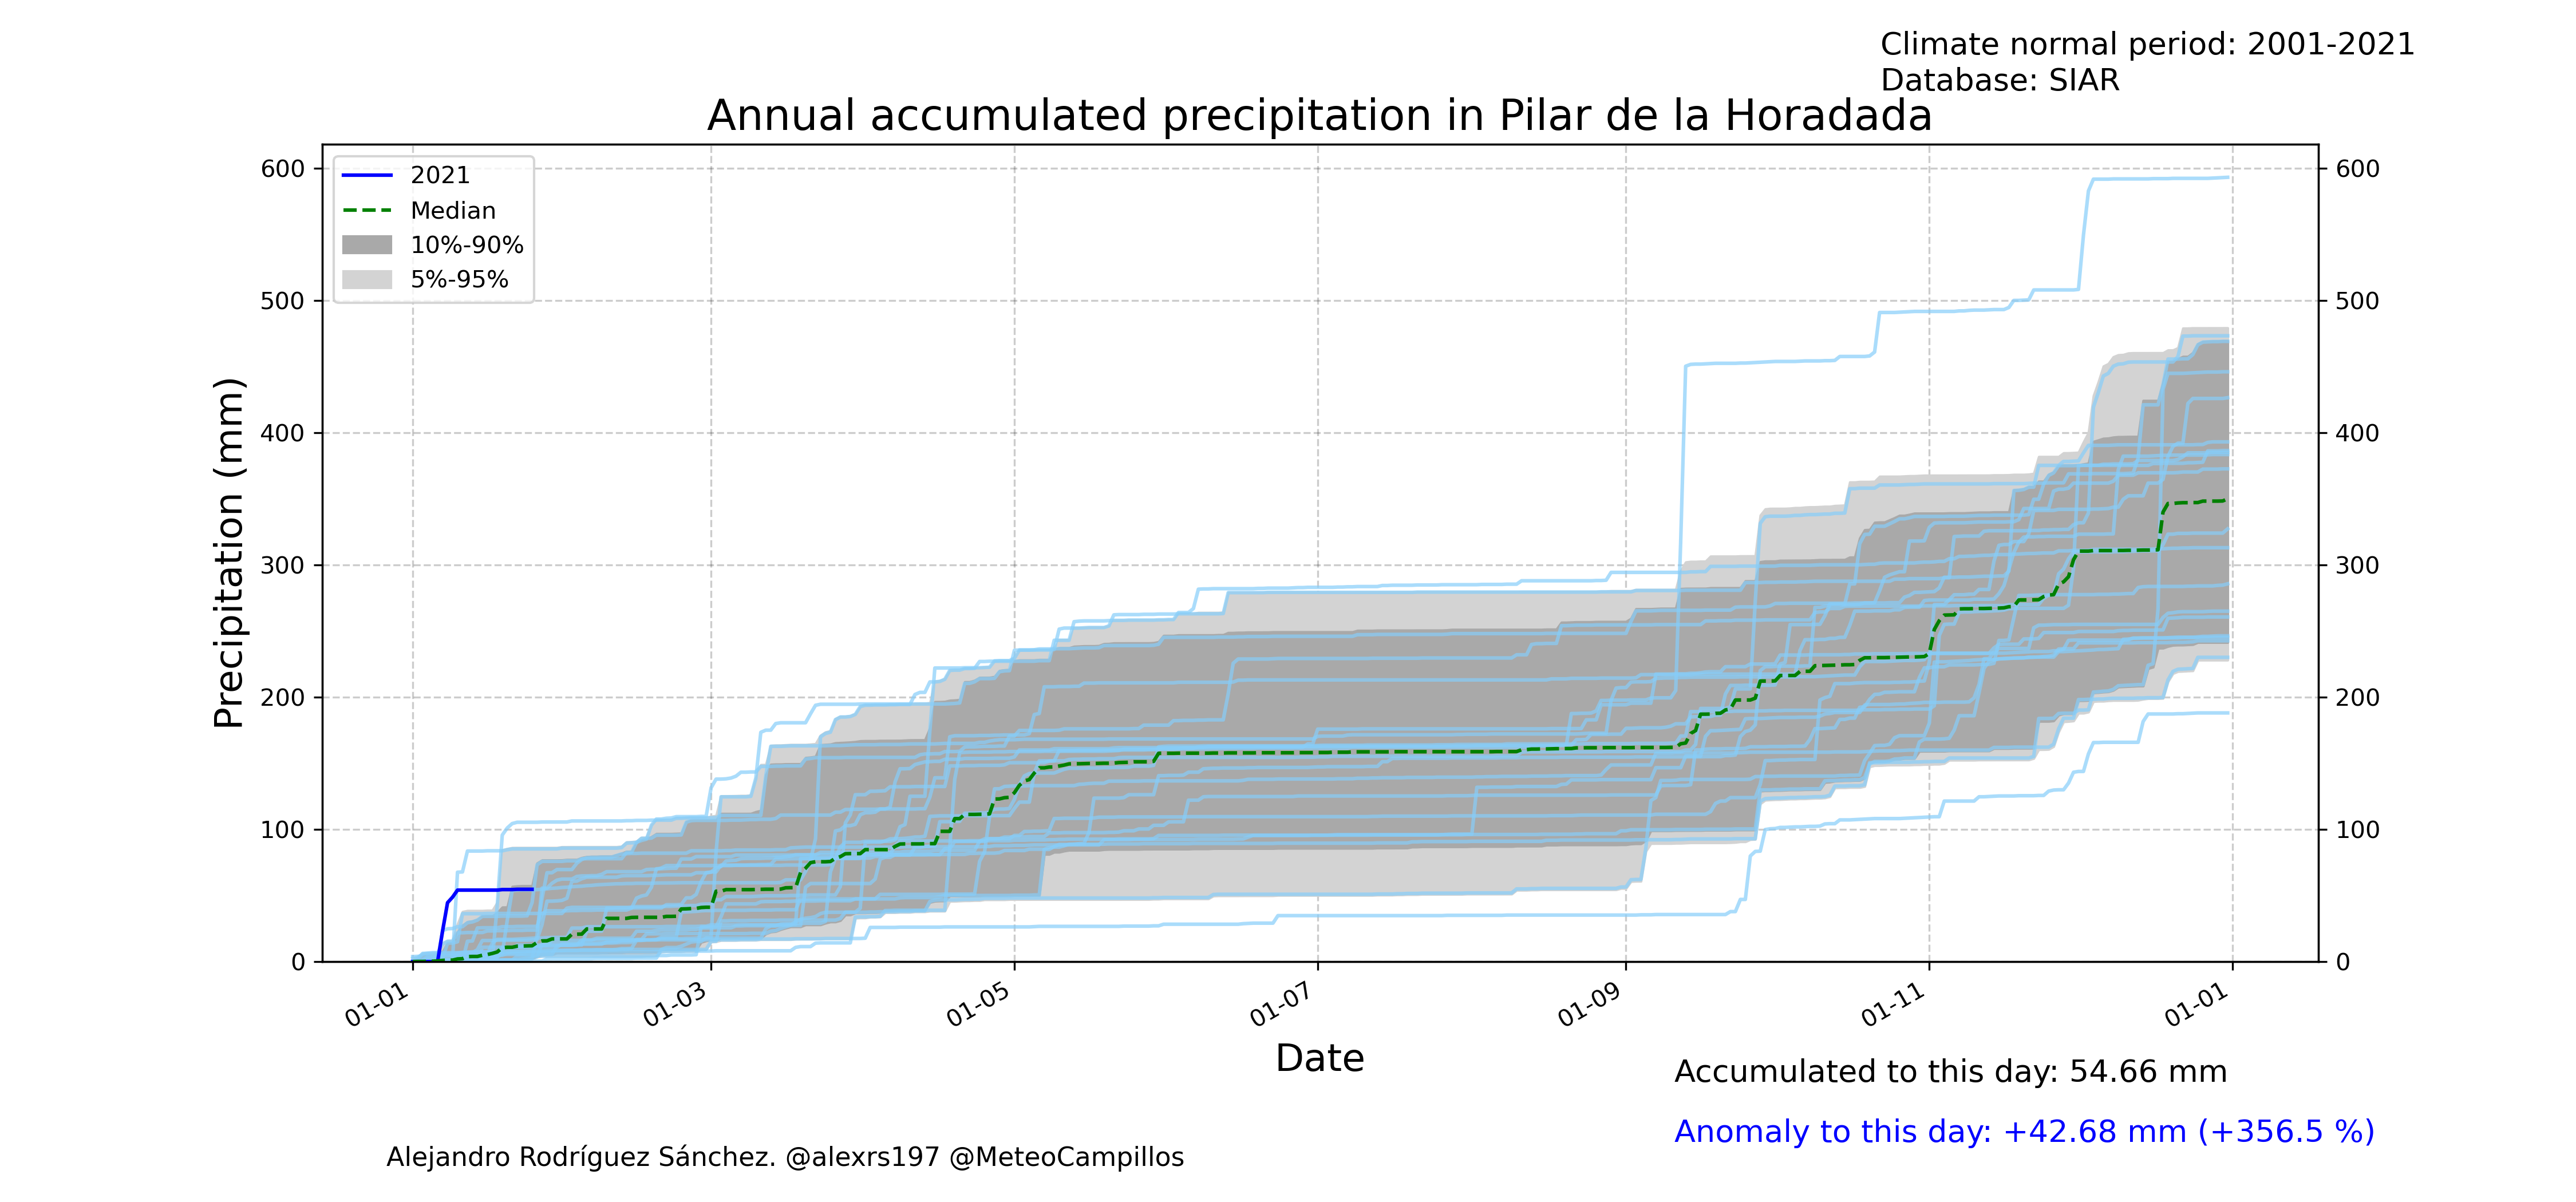 Climate normal period: 2001-2021
Database: SIAR
Annual accumulated precipitation in Pilar de la Horadada
2021
Median
10%-90%
5%-95%
Precipitation (mm)
600
500
400
300
200
100
0
600
500
400
300
200
100
0
01-01
01-03
01-05
01-07
01-09
01-11
01-01
Date
Accumulated to this day: 54.66 mm
Anomaly to this day: +42.68 mm (+356.5 %)
Alejandro Rodríguez Sánchez. @alexrs197 @MeteoCampillos